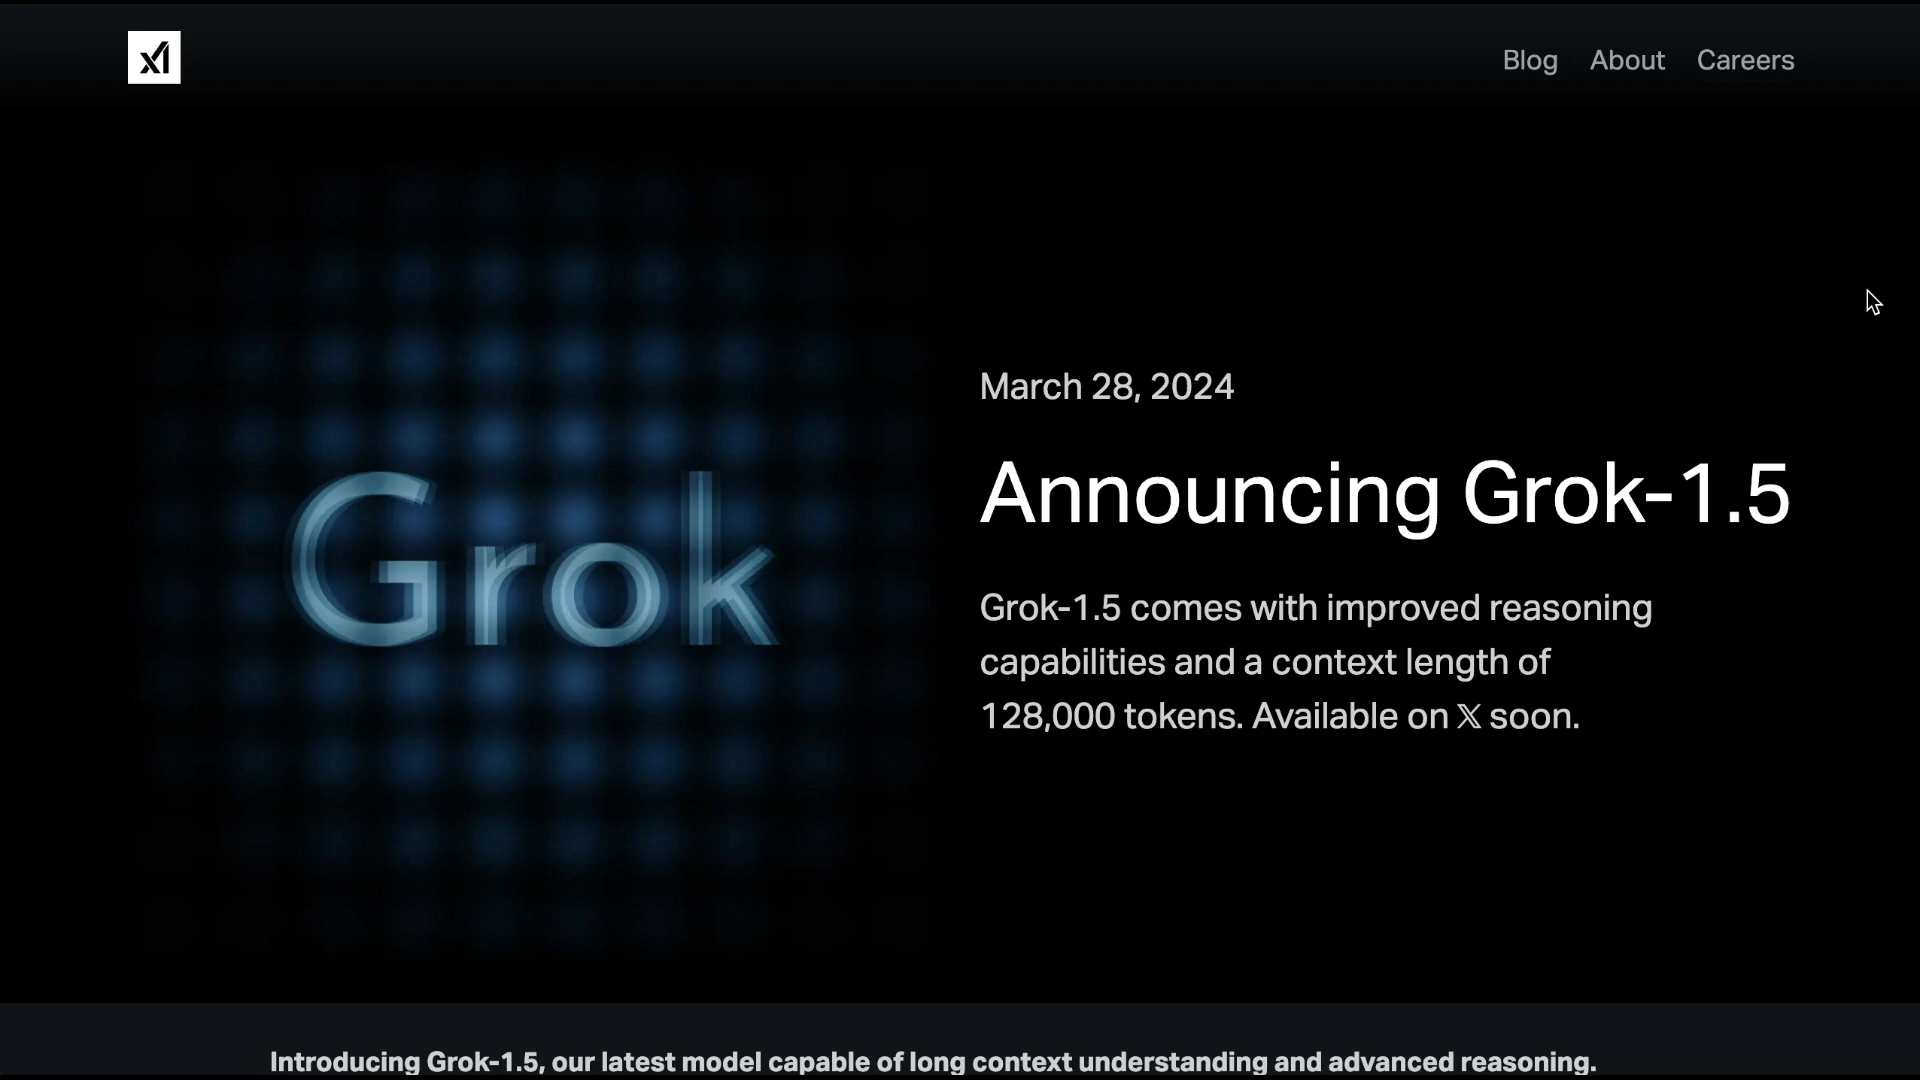 xI
Blog About Careers
Grok
March 28, 2024
Announcing Grok-1.5
Grok-1.5 comes with improved reasoning
capabilities and a context length of
128,000 tokens. Available on 𝕏 soon.
Introducing Grok-1.5, our latest model capable of long context understanding and advanced reasoning.